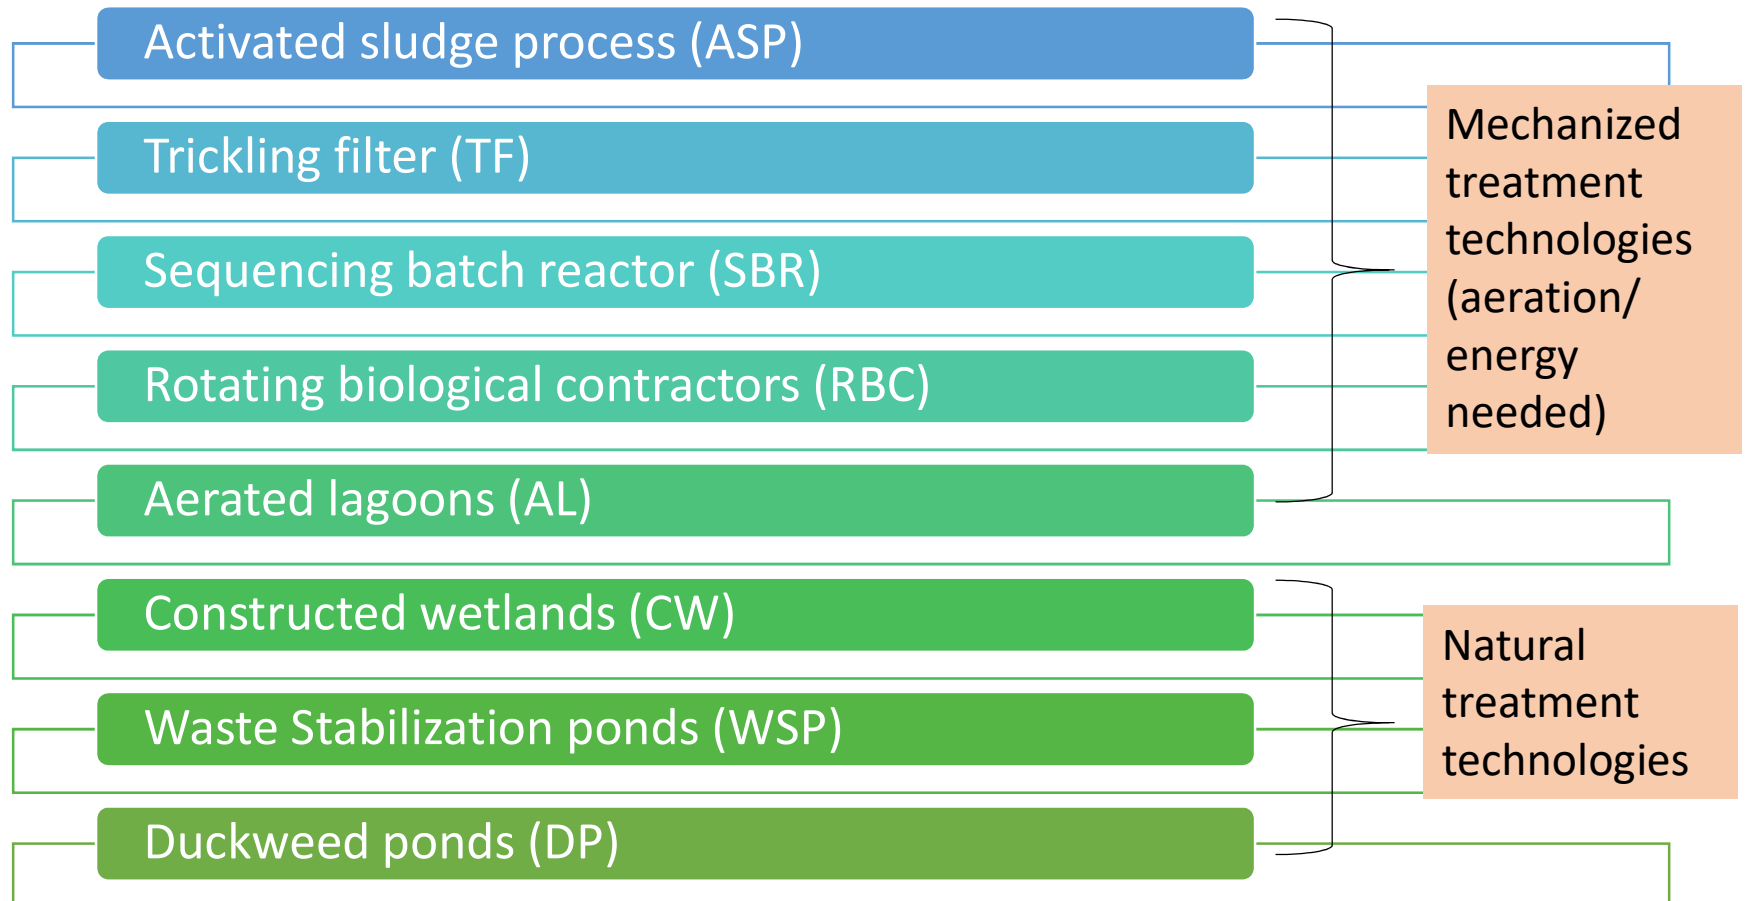 Activated sludge process (ASP)
Trickling filter (TF)
Sequencing batch reactor (SBR)
Rotating biological contractors (RBC)
Aerated lagoons (AL)
Mechanized
treatment
technologies
(aeration/
energy
needed)
Constructed wetlands (CW)
Waste Stabilization ponds (WSP)
Duckweed ponds (DP)
Natural
treatment
technologies